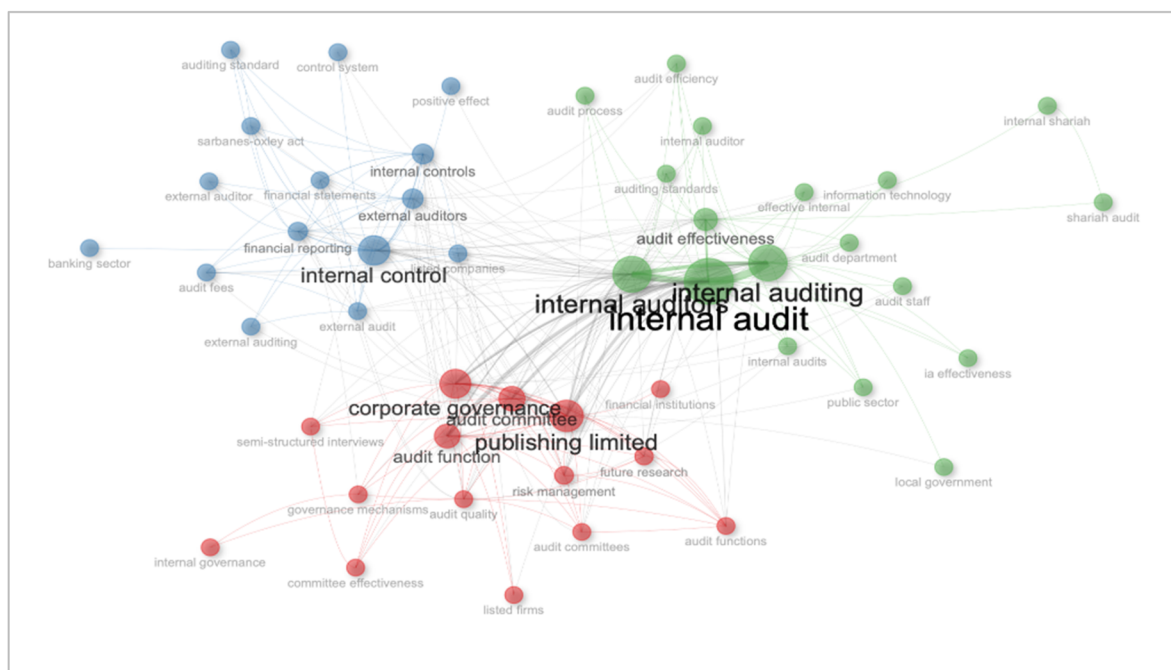 auditing standard
control system
audit efficiency
positive effect
audit process
internal shariah
sarbanes-oxley act
internal auditor
internal controls
external auditor
financial statements
auditing standards
effective internal
information technology
external auditors
shariah audit
financial reporting
audit effectiveness
banking sector
internal control
listed companies
audit department
audit fees
internal auditors
internal auditing
audit staff
internal audit
external audit
external auditing
internal audits
ia effectiveness
corporate governance
audit committee
financial institutions
public sector
semi-structured interviews
publishing limited
audit function
future research
risk management
local government
governance mechanisms
audit quality
audit committees
audit functions
internal governance
committee effectiveness
listed firms